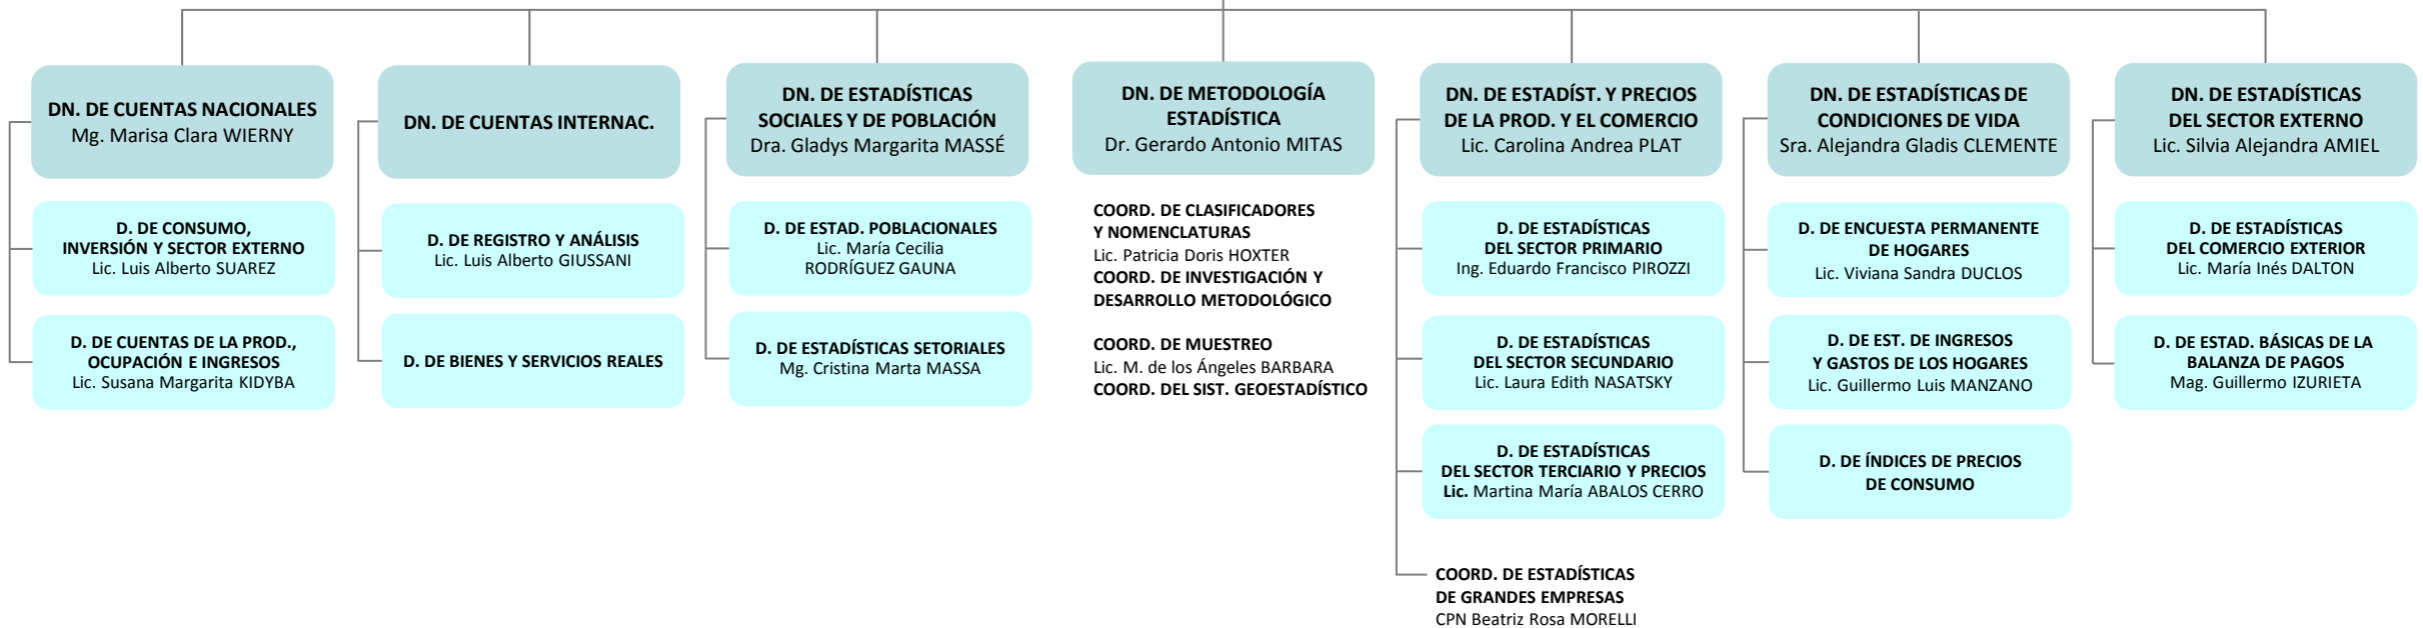 DN. DE CUENTAS NACIONALES
Mg. Marisa Clara WIERNY
D. DE CONSUMO,
INVERSIÓN Y SECTOR EXTERNO
Lic. Luis Alberto SUAREZ
D. DE CUENTAS DE LA PROD.,
OCUPACIÓN E INGRESOS
Lic. Susana Margarita KIDYBA
DN. DE CUENTAS INTERNAC.
D. DE REGISTRO Y ANÁLISIS
Lic. Luis Alberto GIUSSANI
D. DE BIENES Y SERVICIOS REALES
DN. DE ESTADÍSTICAS
SOCIALES Y DE POBLACIÓN
Dra. Gladys Margarita MASSÉ
D. DE ESTAD. POBLACIONALES
Lic. María Cecilia
RODRÍGUEZ GAUNA
D. DE ESTADÍSTICAS SETORIALES
Mg. Cristina Marta MASSA
DN. DE METODOLOGÍA
ESTADÍSTICA
Dr. Gerardo Antonio MITAS
COORD. DE CLASIFICADORES
Y NOMENCLATURAS
Lic. Patricia Doris HOXTER
COORD. DE INVESTIGACIÓN Y
DESARROLLO METODOLÓGICO
COORD. DE MUESTREO
Lic. M. de los Ángeles BARBARA
COORD. DEL SIST. GEOESTADÍSTICO
DN. DE ESTADÍST. Y PRECIOS
DE LA PROD. Y EL COMERCIO
Lic. Carolina Andrea PLAT
D. DE ESTADÍSTICAS
DEL SECTOR PRIMARIO
Ing. Eduardo Francisco PIROZZI
D. DE ESTADÍSTICAS
DEL SECTOR SECUNDARIO
Lic. Laura Edith NASATSKY
D. DE ESTADÍSTICAS
DEL SECTOR TERCIARIO Y PRECIOS
Lic. Martina María ABALOS CERRO
COORD. DE ESTADÍSTICAS
DE GRANDES EMPRESAS
CPN Beatriz Rosa MORELLI
DN. DE ESTADÍSTICAS DE
CONDICIONES DE VIDA
Sra. Alejandra Gladis CLEMENTE
D. DE ENCUESTA PERMANENTE
DE HOGARES
Lic. Viviana Sandra DUCLOS
D. DE EST. DE INGRESOS
Y GASTOS DE LOS HOGARES
Lic. Guillermo Luis MANZANO
D. DE ÍNDICES DE PRECIOS
DE CONSUMO
DN. DE ESTADÍSTICAS
DEL SECTOR EXTERNO
Lic. Silvia Alejandra AMIEL
D. DE ESTADÍSTICAS
DEL COMERCIO EXTERIOR
Lic. María Inés DALTON
D. DE ESTAD. BÁSICAS DE LA
BALANZA DE PAGOS
Mag. Guillermo IZURIETA